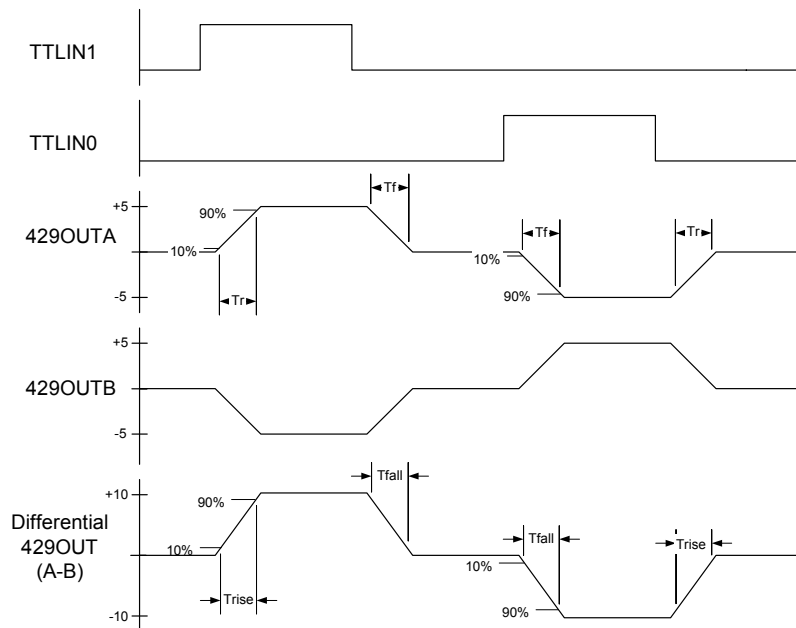 TTLIN1
TTLIN0
+5
90%
Tf
Tf
Tr
429OUTA
10%
10%
Tr
90%
-5
+5
429OUTB
-5
Tfall
+10
90%
Differential
429OUT
(A-B)
10%
Tfall
Trise
10%
Trise
90%
-10